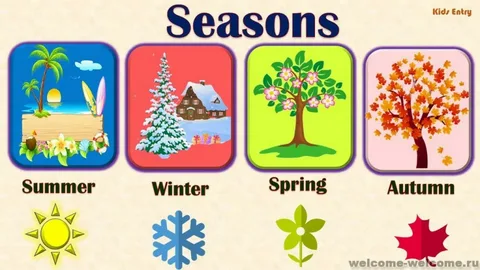 Seasons
Kids Entry
Summer
Winter
Spring
Autumn
welcome-welcome.ru